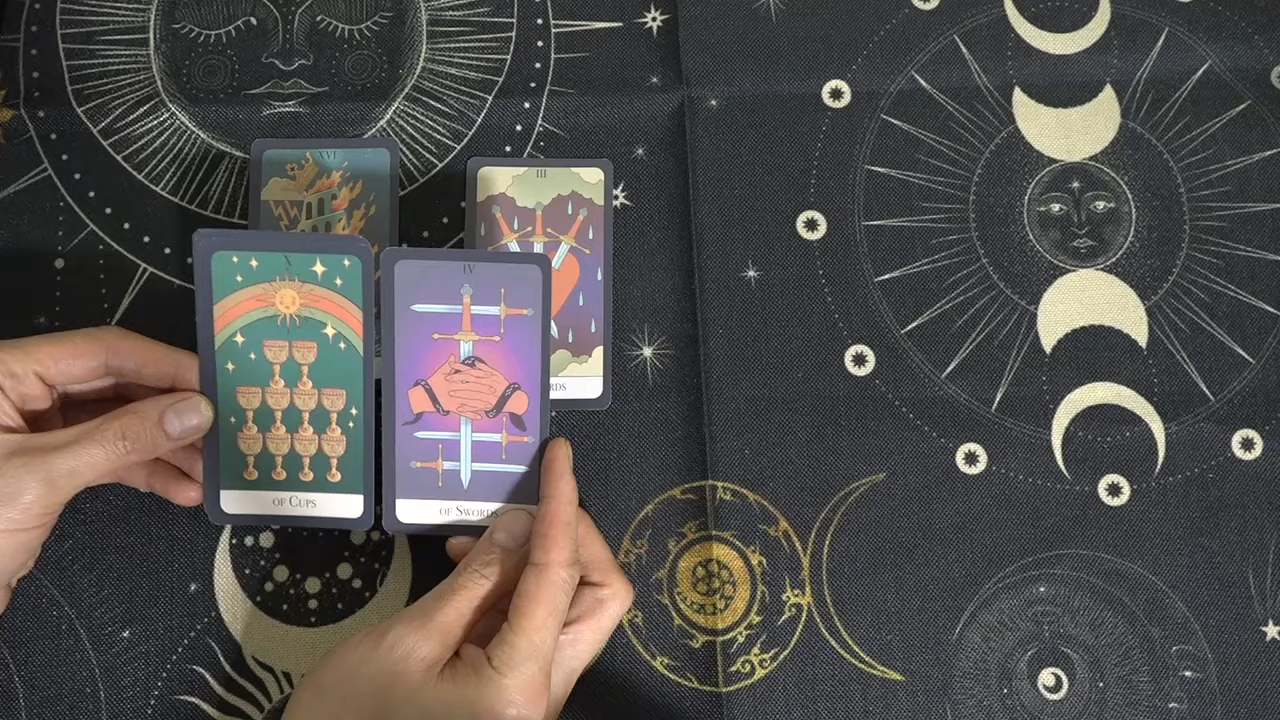 XVI
III
RDS
X
OF CUPS
IV
OF SWORDS